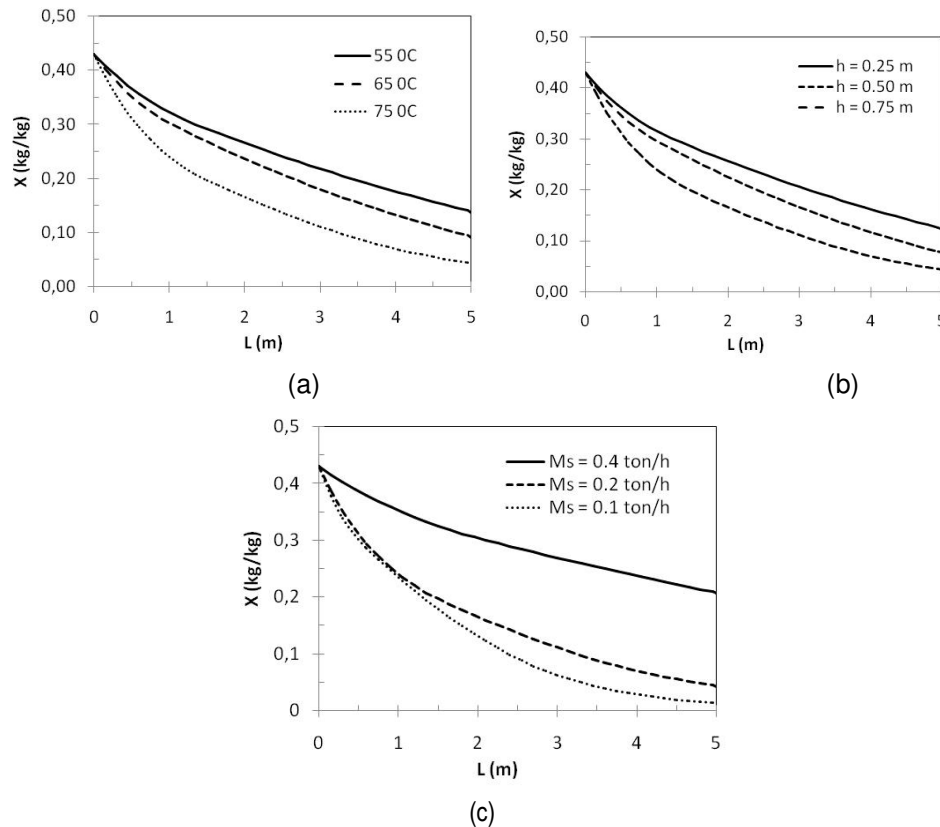 0,50
0,40
0,30
0,20
0,10
0,00
X (kg/kg)
55 0C
65 0C
75 0C
0 1 2 3 4 5
L (m)
(a)
0,50
0,40
0,30
0,20
0,10
0,00
X (kg/kg)
h = 0.25 m
h = 0.50 m
h = 0.75 m
0 1 2 3 4 5
L (m)
(b)
0,5
0,4
0,3
0,2
0,1
0
X (kg/kg)
Ms = 0.4 ton/h
Ms = 0.2 ton/h
Ms = 0.1 ton/h
0 1 2 3 4 5
L (m)
(c)